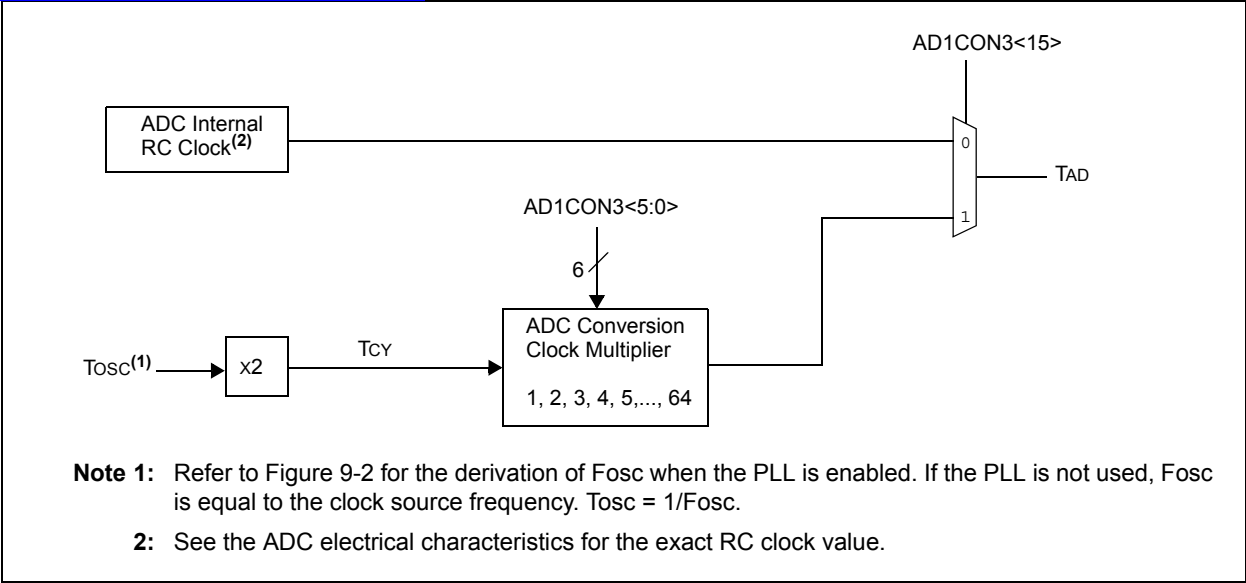 AD1CON3<15>
ADC Internal
RC Clock(2)
0
TAD
AD1CON3<5:0>
1
6
ADC Conversion
Clock Multiplier
TOSC(1)
x2
TCY
1, 2, 3, 4, 5,..., 64
Note 1: Refer to Figure 9-2 for the derivation of Fosc when the PLL is enabled. If the PLL is not used, Fosc
is equal to the clock source frequency. Tosc = 1/Fosc.
2: See the ADC electrical characteristics for the exact RC clock value.